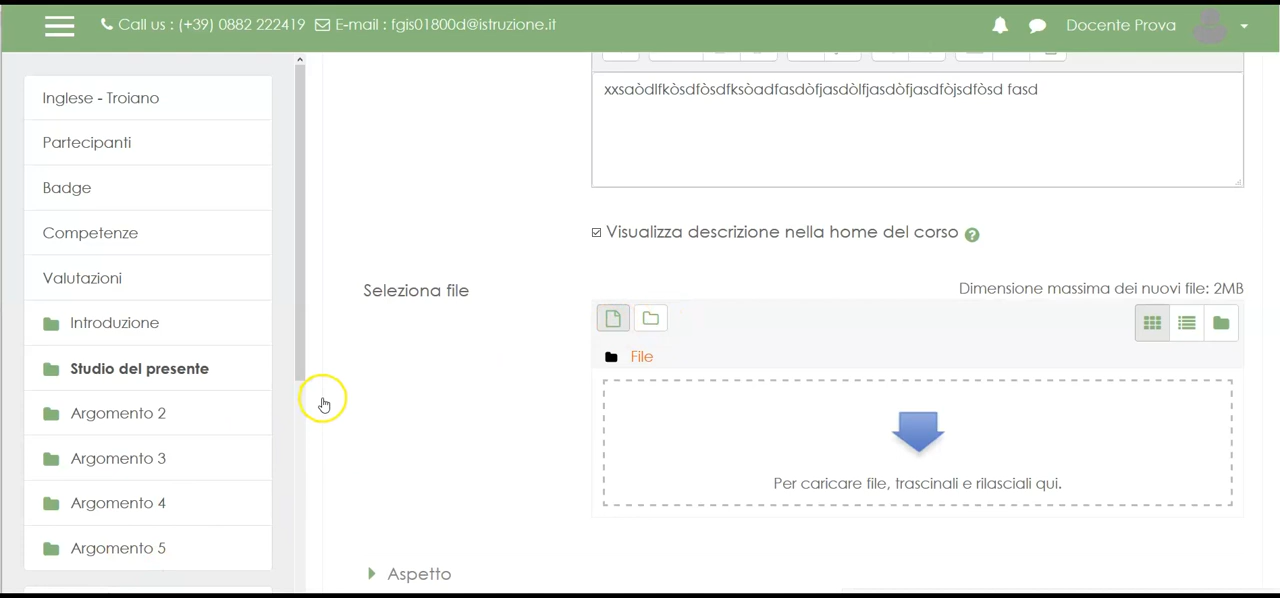 Call us : (+39) 0882 222419 E-mail : fgis01800d@istruzione.it
Docente Prova
Inglese - Troiano
Partecipanti
Badge
Competenze
Valutazioni
Introduzione
Studio del presente
Argomento 2
Argomento 3
Argomento 4
Argomento 5
xxsaòdlfkòsdfòsdfksòadfasdòfjasdòlfjasdòfjasdfòjsdfòsd fasd
Visualizza descrizione nella home del corso
Seleziona file
Dimensione massima dei nuovi file: 2MB
File
Per caricare file, trascinali e rilasciali qui.
Aspetto